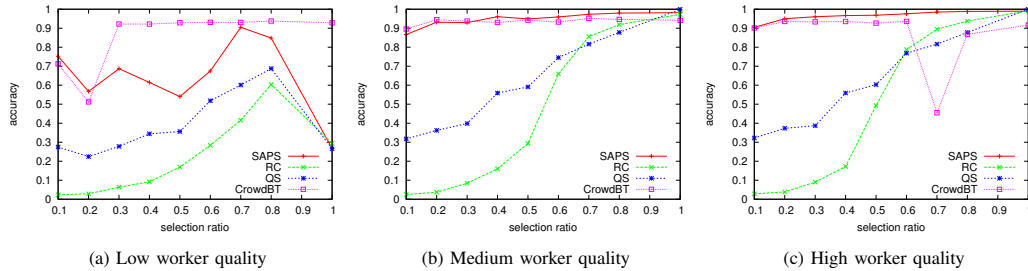 1
0.9
0.8
0.7
0.6
0.5
0.4
0.3
0.2
0.1
0
accuracy
SAPS
RC
QS
CrowdBT
0.1 0.2 0.3 0.4 0.5 0.6 0.7 0.8 0.9 1
selection ratio
(a) Low worker quality
1
0.9
0.8
0.7
0.6
0.5
0.4
0.3
0.2
0.1
0
accuracy
SAPS
RC
QS
CrowdBT
0.1 0.2 0.3 0.4 0.5 0.6 0.7 0.8 0.9 1
selection ratio
(b) Medium worker quality
1
0.9
0.8
0.7
0.6
0.5
0.4
0.3
0.2
0.1
0
accuracy
SAPS
RC
QS
CrowdBT
0.1 0.2 0.3 0.4 0.5 0.6 0.7 0.8 0.9
selection ratio
(c) High worker quality